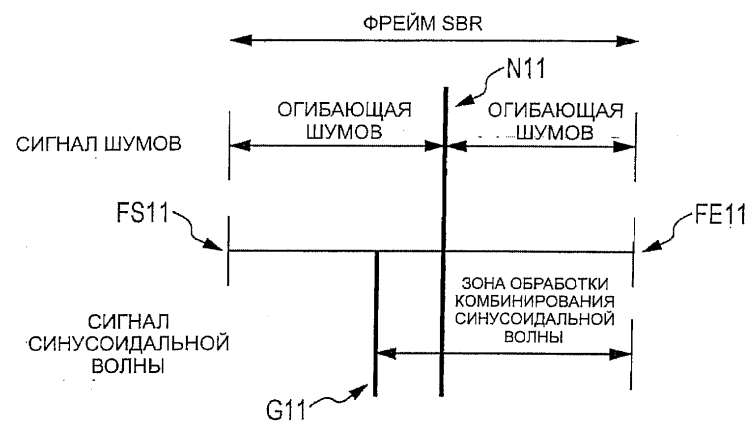 ФРЕЙМ SBR
N11
ОГИБАЮЩАЯ
ШУМОВ
ОГИБАЮЩАЯ
ШУМОВ
СИГНАЛ ШУМОВ
FS11
FE11
ЗОНА ОБРАБОТКИ
КОМБИНИРОВАНИЯ
СИНУСОИДАЛЬНОЙ
ВОЛНЫ
СИГНАЛ
СИНУСОИДАЛЬНОЙ
ВОЛНЫ
G11